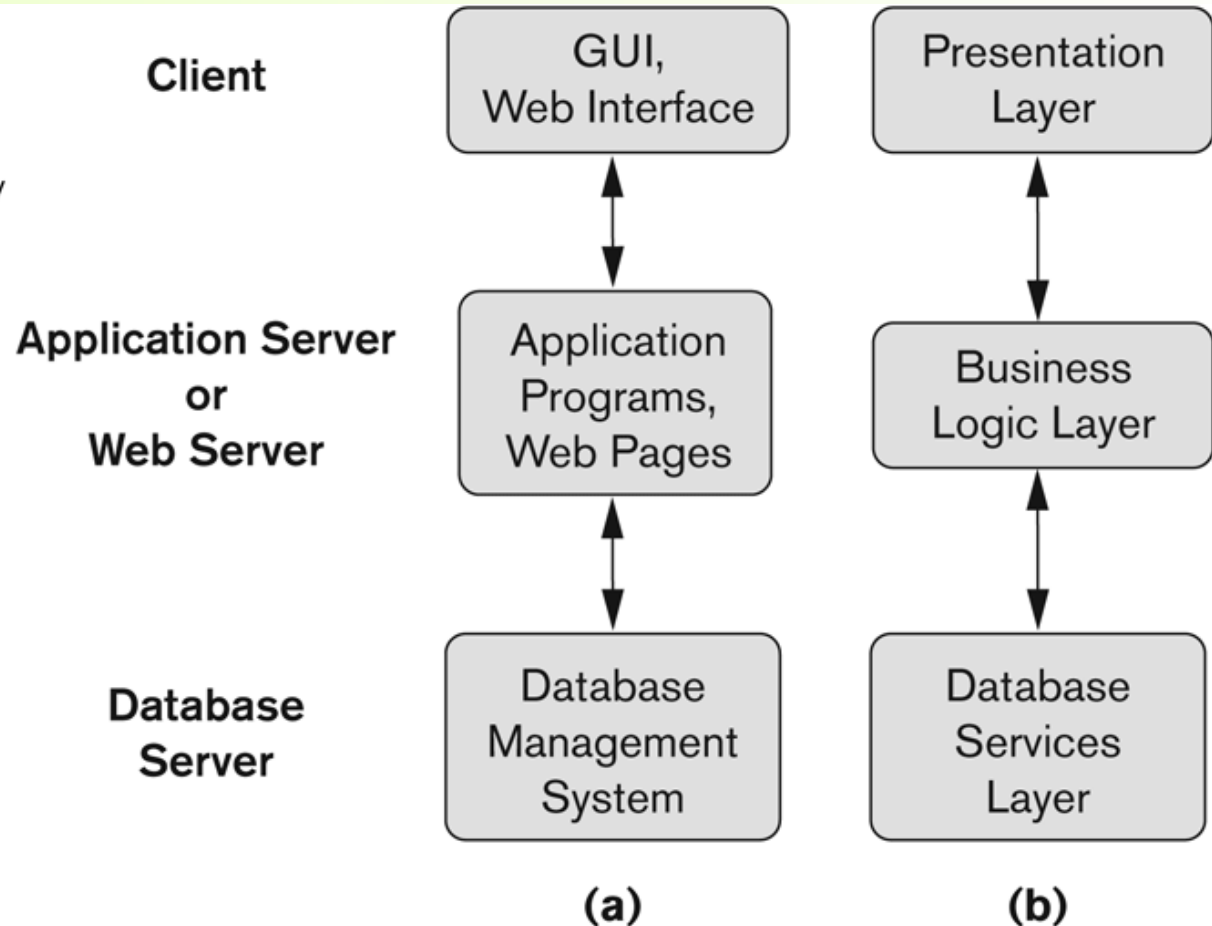 Client
GUI,
Web Interface
Presentation
Layer
Application Server
or
Web Server
Application
Programs,
Web Pages
Business
Logic Layer
Database
Server
Database
Management
System
Database
Services
Layer
(a)
(b)